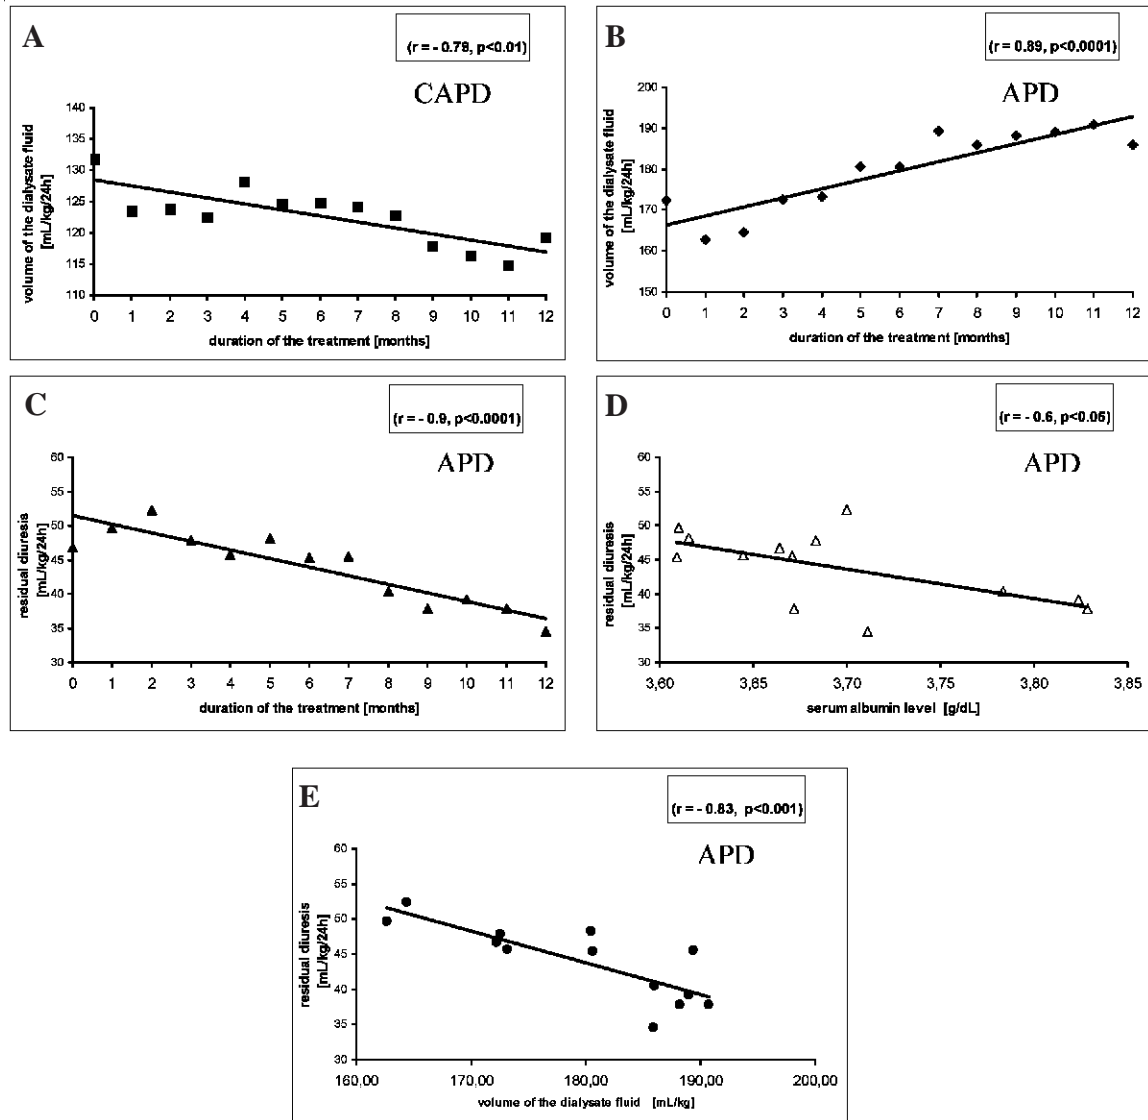 A
(r = - 0.78, p<0.01)
CAPD
volume of the dialysate fluid
[mL/kg/24h]
140
135
130
125
120
115
110
0 1 2 3 4 5 6 7 8 9 10 11 12
duration of the treatment [months]
B
(r = 0.89, p<0.0001)
APD
volume of the dialysate fluid
[mL/kg/24h]
200
190
180
170
160
150
0 1 2 3 4 5 6 7 8 9 10 11 12
duration of the treatment [months]
C
(r = - 0.9, p<0.0001)
APD
residual diuresis
[mL/kg/24h]
60
55
50
45
40
35
30
0 1 2 3 4 5 6 7 8 9 10 11 12
duration of the treatment [months]
D
(r = - 0.6, p<0.05)
APD
residual diuresis
[mL/kg/24h]
60
55
50
45
40
35
30
3,60 3,65 3,70 3,75 3,80 3,85
serum albumin level [g/dL]
E
(r = - 0.83, p<0.001)
APD
residual diuresis
[mL/kg/24h]
60
55
50
45
40
35
30
160,00 170,00 180,00 190,00 200,00
volume of the dialysate fluid [mL/kg]